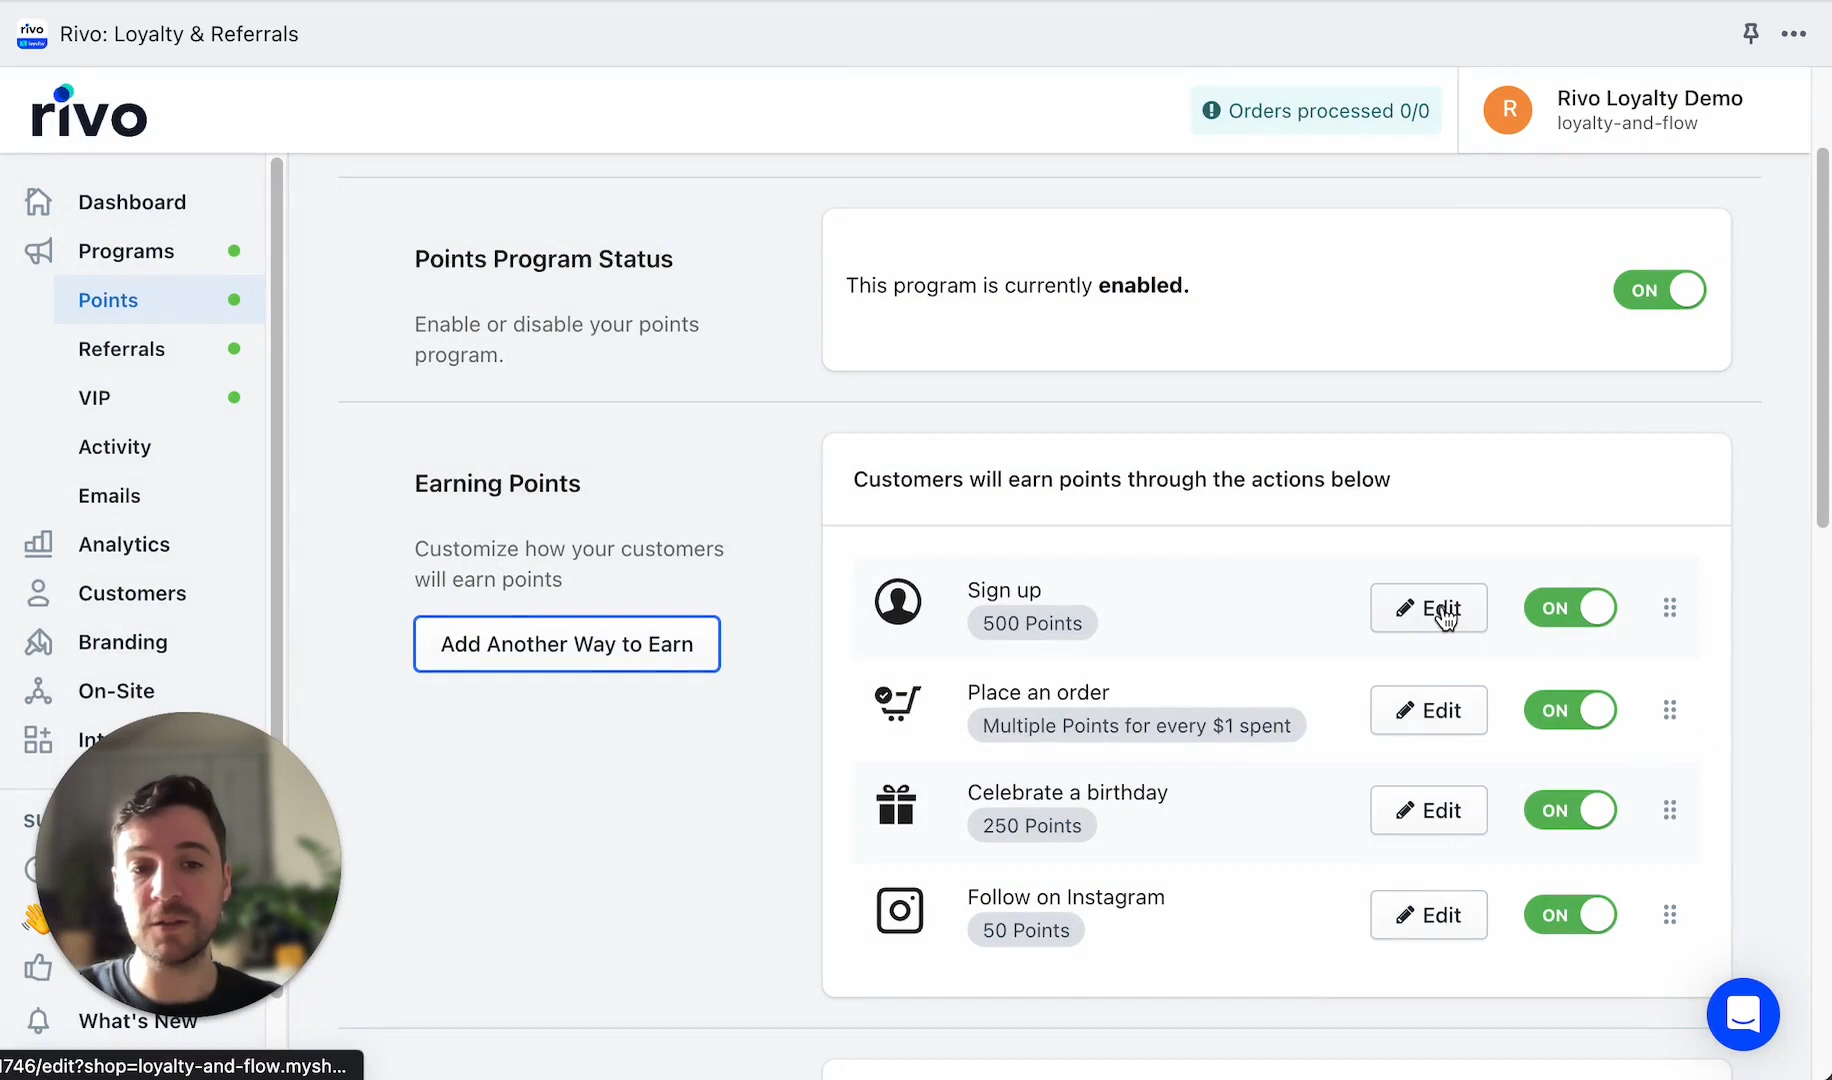 rivo
Rivo: Loyalty & Referrals
rivo
Orders processed 0/0
R
Rivo Loyalty Demo
loyalty-and-flow
Dashboard
Programs
Points
Referrals
VIP
Activity
Emails
Analytics
Customers
Branding
On-Site
What's New
1746/edit?shop=loyalty-and-flow.mysh...
Points Program Status
Enable or disable your points
program.
This program is currently enabled.
ON
Earning Points
Customize how your customers
will earn points
Add Another Way to Earn
Customers will earn points through the actions below
Sign up
500 Points
Edit
ON
Place an order
Multiple Points for every $1 spent
Edit
ON
Celebrate a birthday
250 Points
Edit
ON
Follow on Instagram
50 Points
Edit
ON